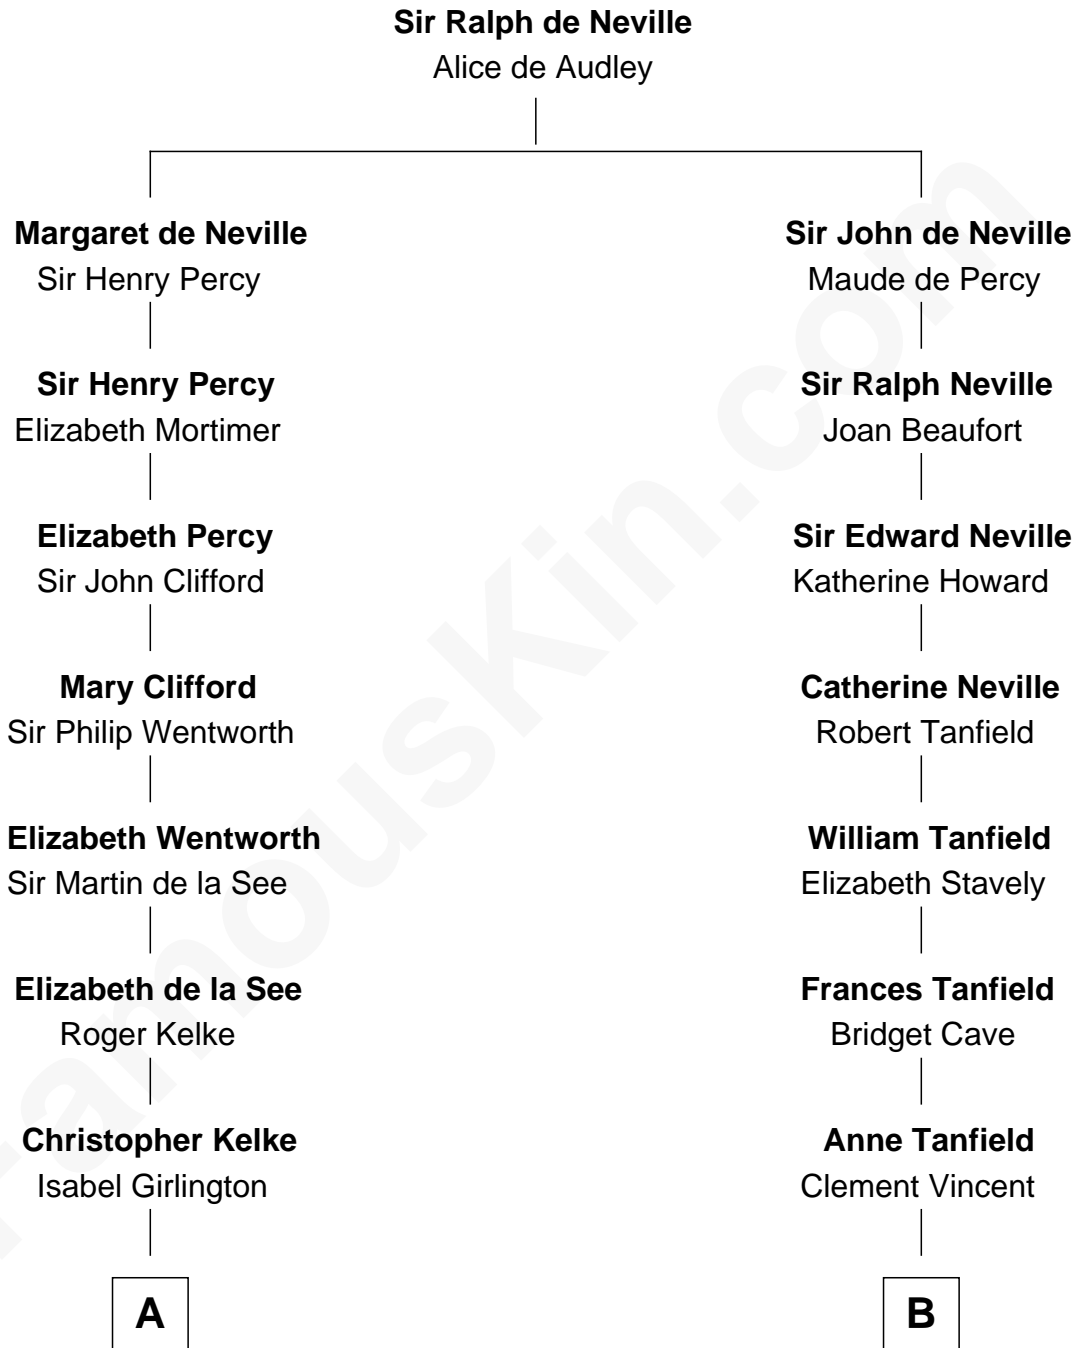 Sir Ralph de Neville
Alice de Audley
Margaret de Neville
Sir Henry Percy
Sir John de Neville
Maude de Percy
Sir Henry Percy
Elizabeth Mortimer
Sir Ralph Neville
Joan Beaufort
Elizabeth Percy
Sir John Clifford
Sir Edward Neville
Katherine Howard
Mary Clifford
Sir Philip Wentworth
Catherine Neville
Robert Tanfield
Elizabeth Wentworth
Sir Martin de la See
William Tanfield
Elizabeth Stavely
Elizabeth de la See
Roger Kelke
Frances Tanfield
Bridget Cave
Christopher Kelke
Isabel Girlington
Anne Tanfield
Clement Vincent
A
B
FamousKin.com